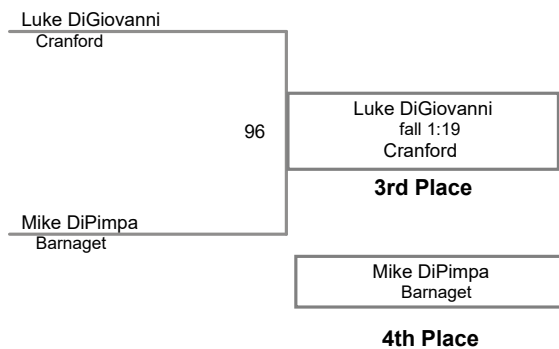 Luke DiGiovanni
Cranford
96
Luke DiGiovanni
fall 1:19
Cranford
3rd Place
Mike DiPimpa
Barnaget
Mike DiPimpa
Barnaget
4th Place